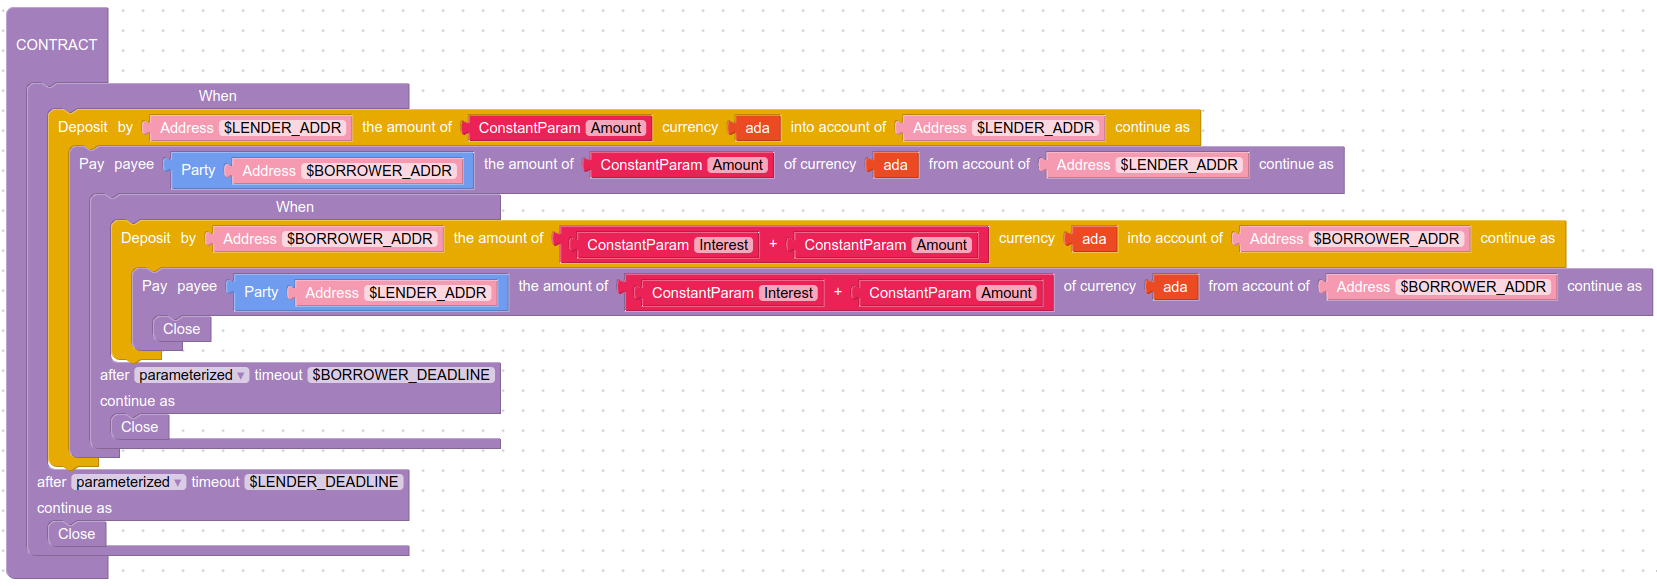 CONTRACT
When
Deposit by Address $LENDER_ADDR the amount of ConstantParam Amount currency ada into account of Address $LENDER_ADDR continue as
Pay payee Party Address $BORROWER_ADDR the amount of ConstantParam Amount of currency ada from account of Address $LENDER_ADDR continue as
When
Deposit by Address $BORROWER_ADDR the amount of ConstantParam Interest + ConstantParam Amount currency ada into account of Address $BORROWER_ADDR continue as
Pay payee Party Address $LENDER_ADDR the amount of ConstantParam Interest + ConstantParam Amount of currency ada from account of Address $BORROWER_ADDR continue as
Close
after parameterized timeout $BORROWER_DEADLINE
continue as
Close
after parameterized timeout $LENDER_DEADLINE
continue as
Close